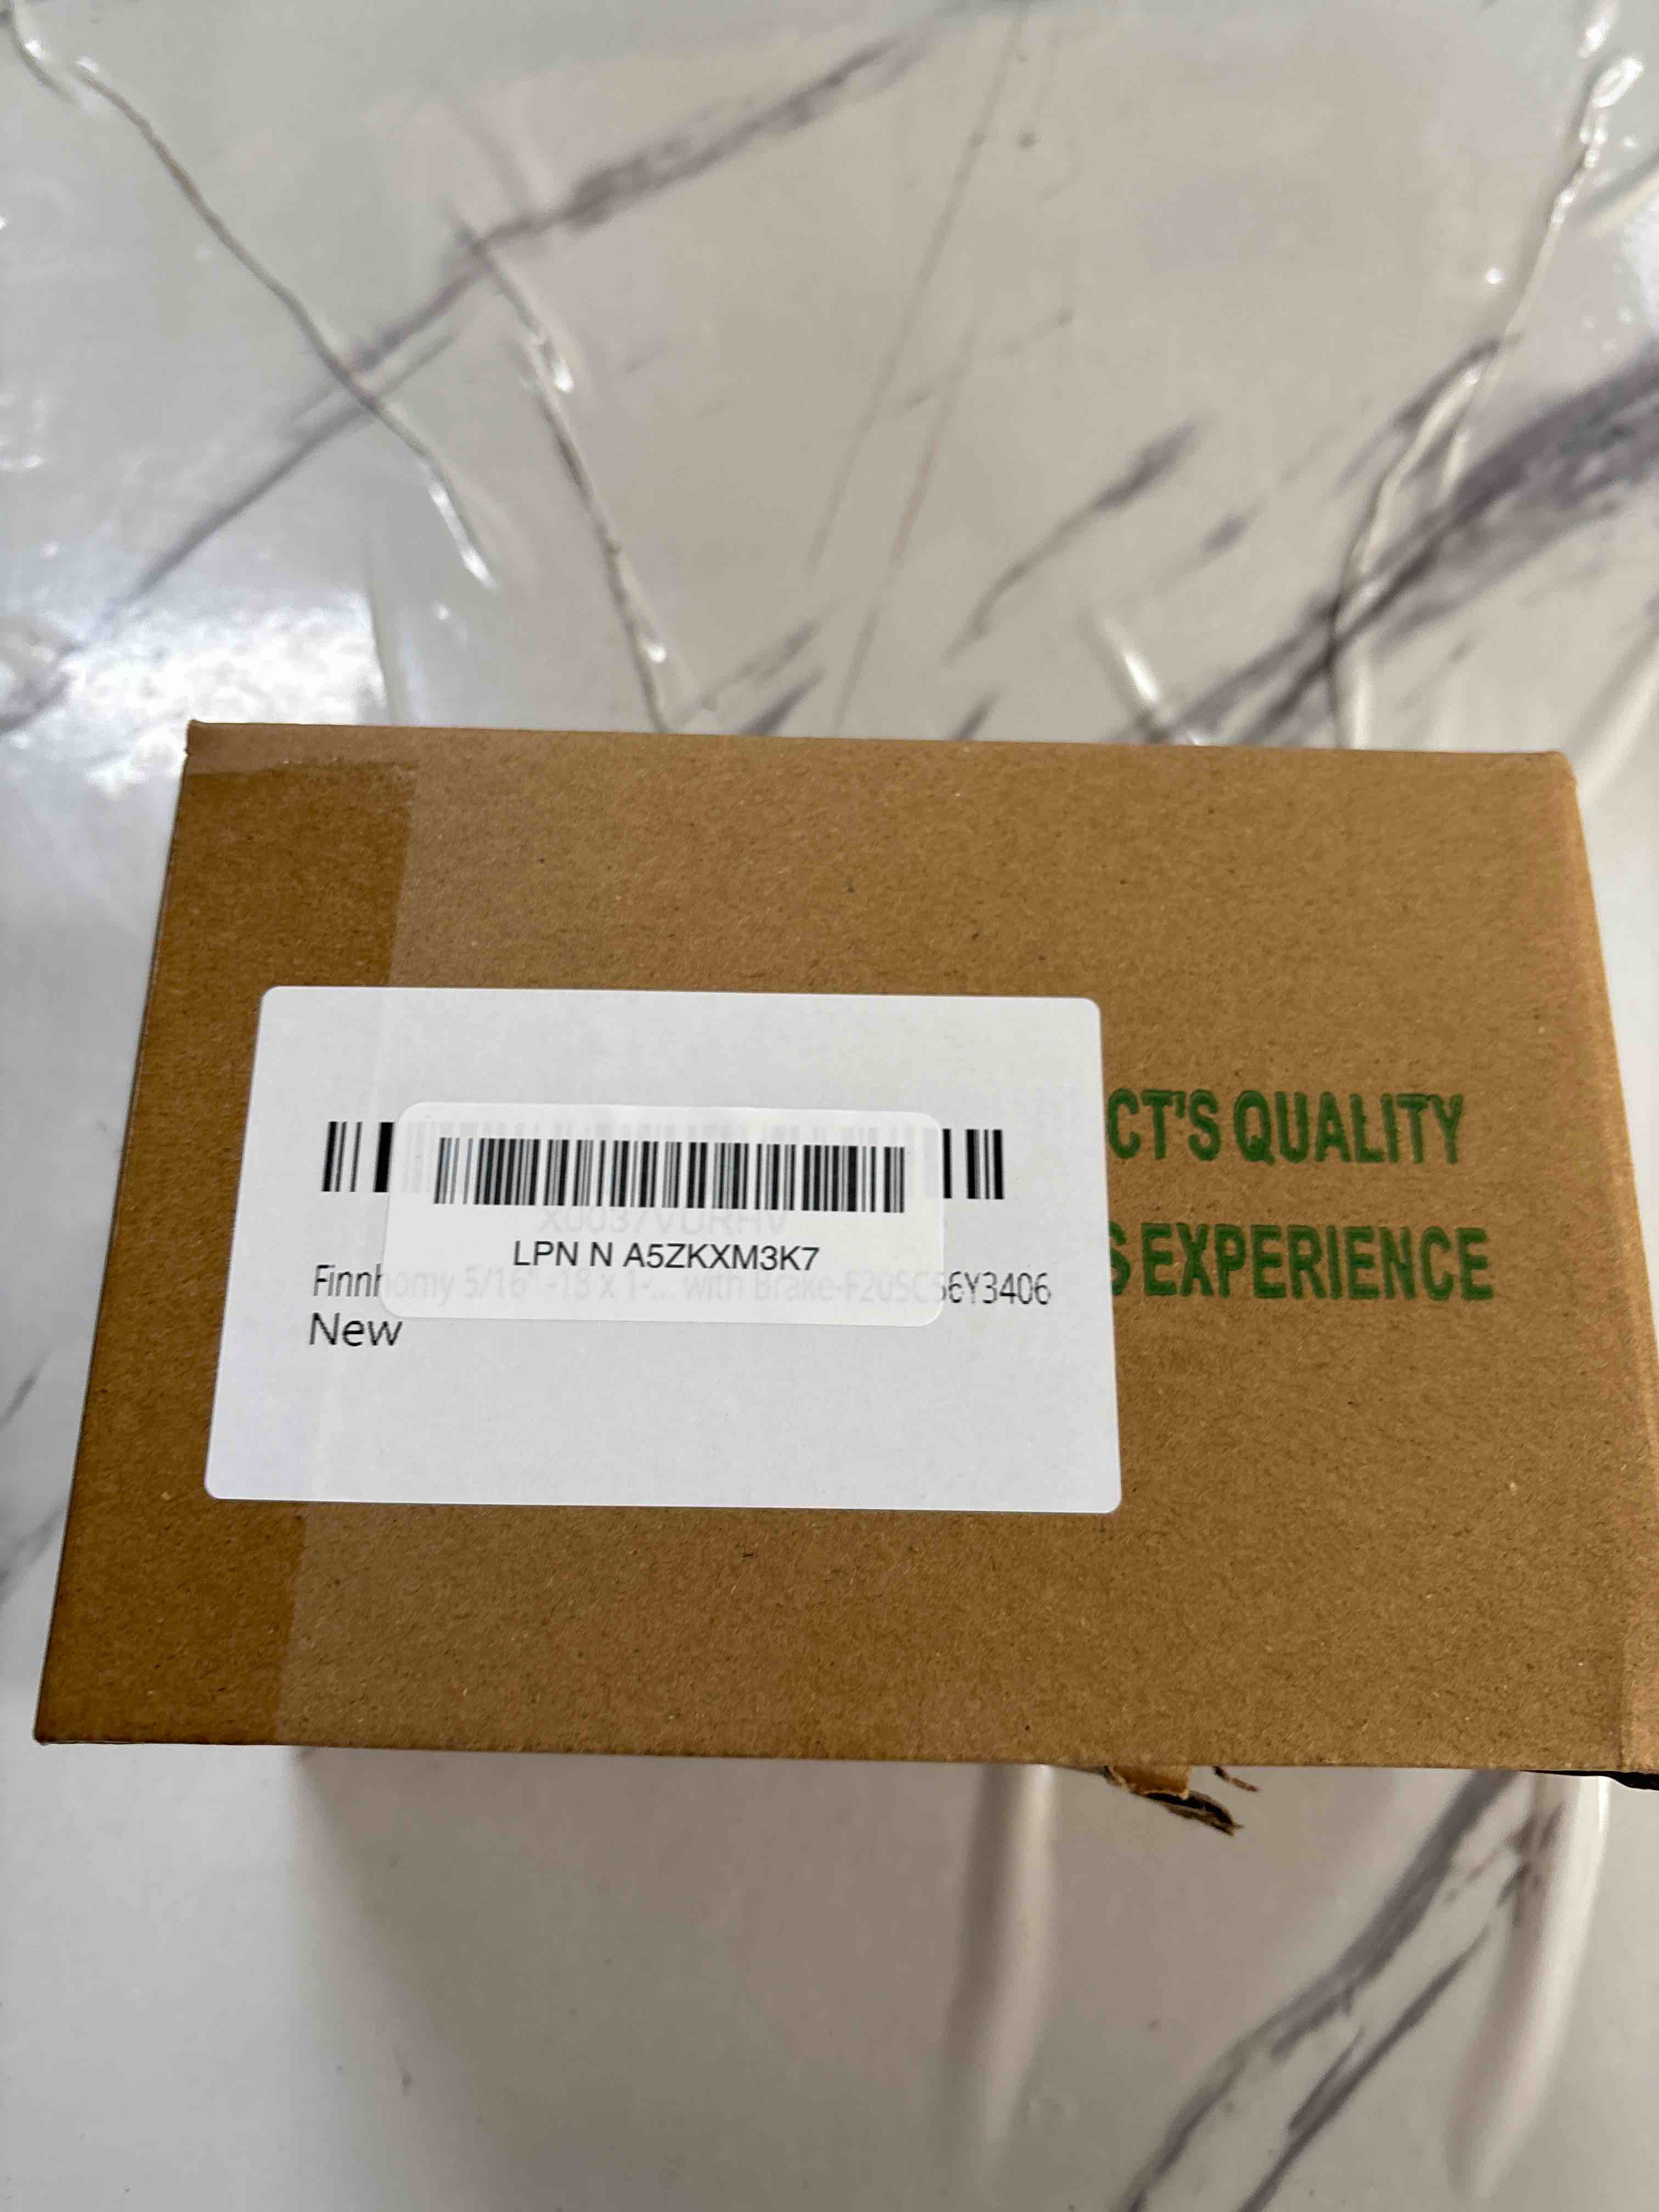 CT'S QUALITY
S EXPERIENCE
LPN N A5ZKXM3K7
Finnhomy 5/16" -18 x 1-... with Brake-F20SC56Y3406
New